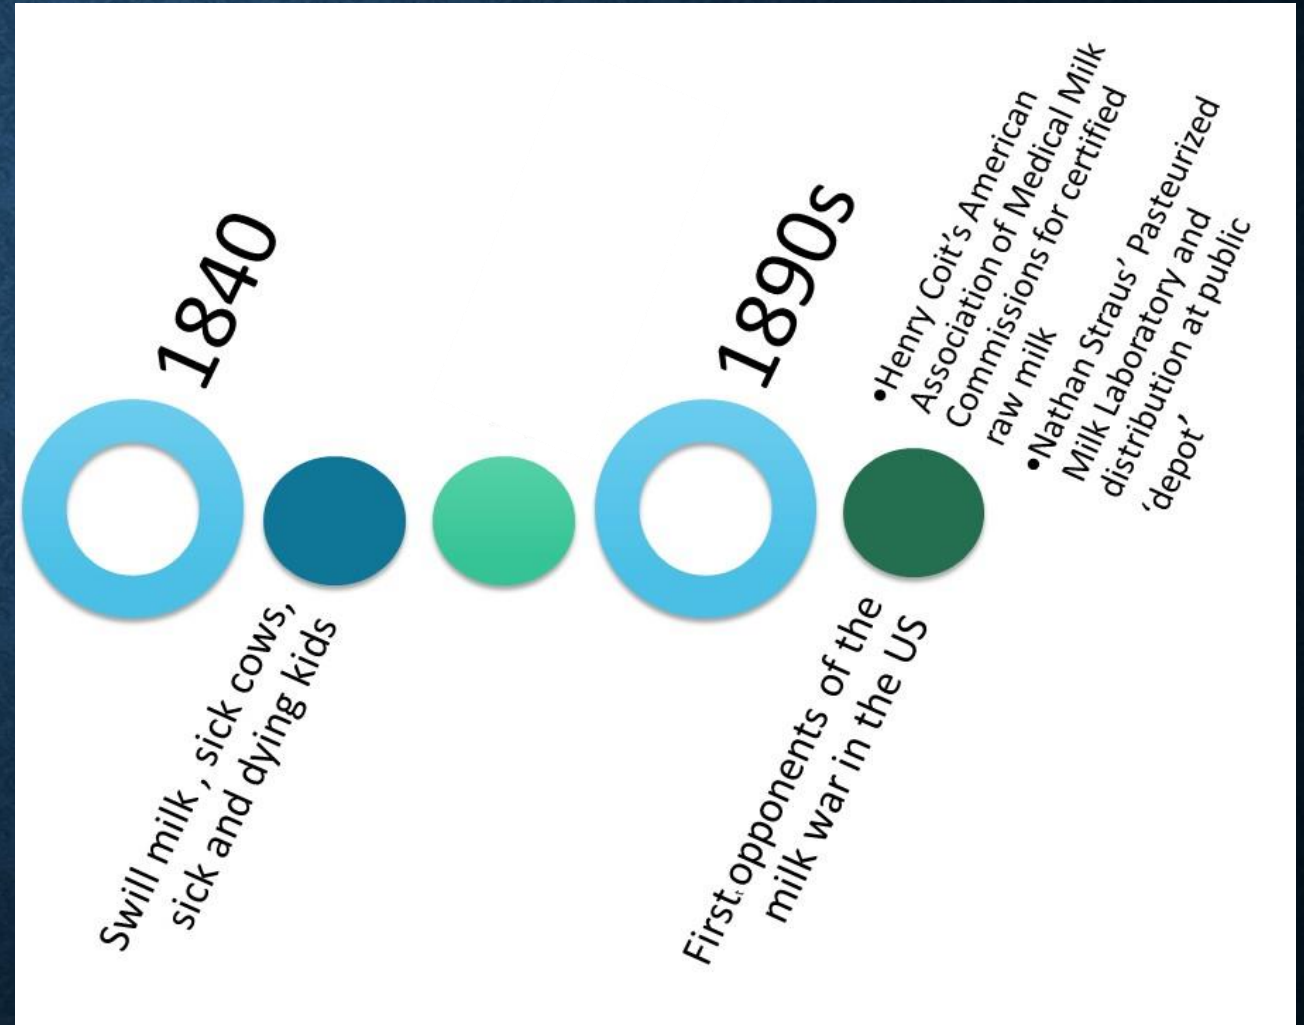 1840
Swill milk , sick cows,
sick and dying kids
1890s
First opponents of the
milk war in the US
•Henry Coit’s American
Association of Medical Milk
Commissions for certified
raw milk
•Nathan Straus’ Pasteurized
Milk Laboratory and
distribution at public
‘depot’